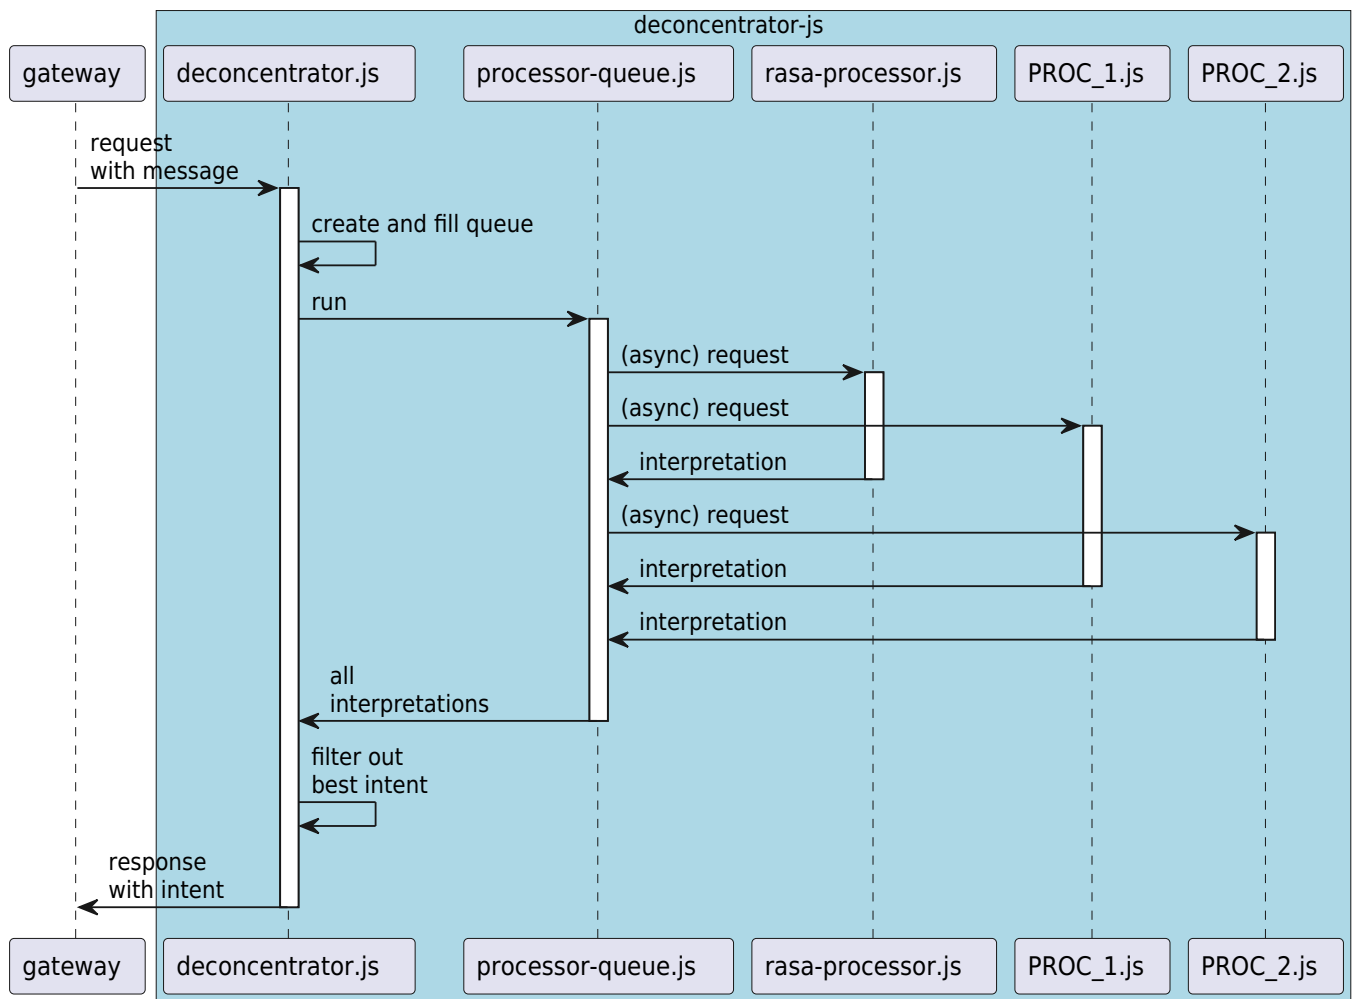 deconcentrator-js
gateway
deconcentrator.js
processor-queue.js
rasa-processor.js
PROC_1.js
PROC_2.js
request
with message
create and fill queue
run
(async) request
(async) request
interpretation
(async) request
interpretation
interpretation
all
interpretations
filter out
best intent
response
with intent
gateway
deconcentrator.js
processor-queue.js
rasa-processor.js
PROC_1.js
PROC_2.js